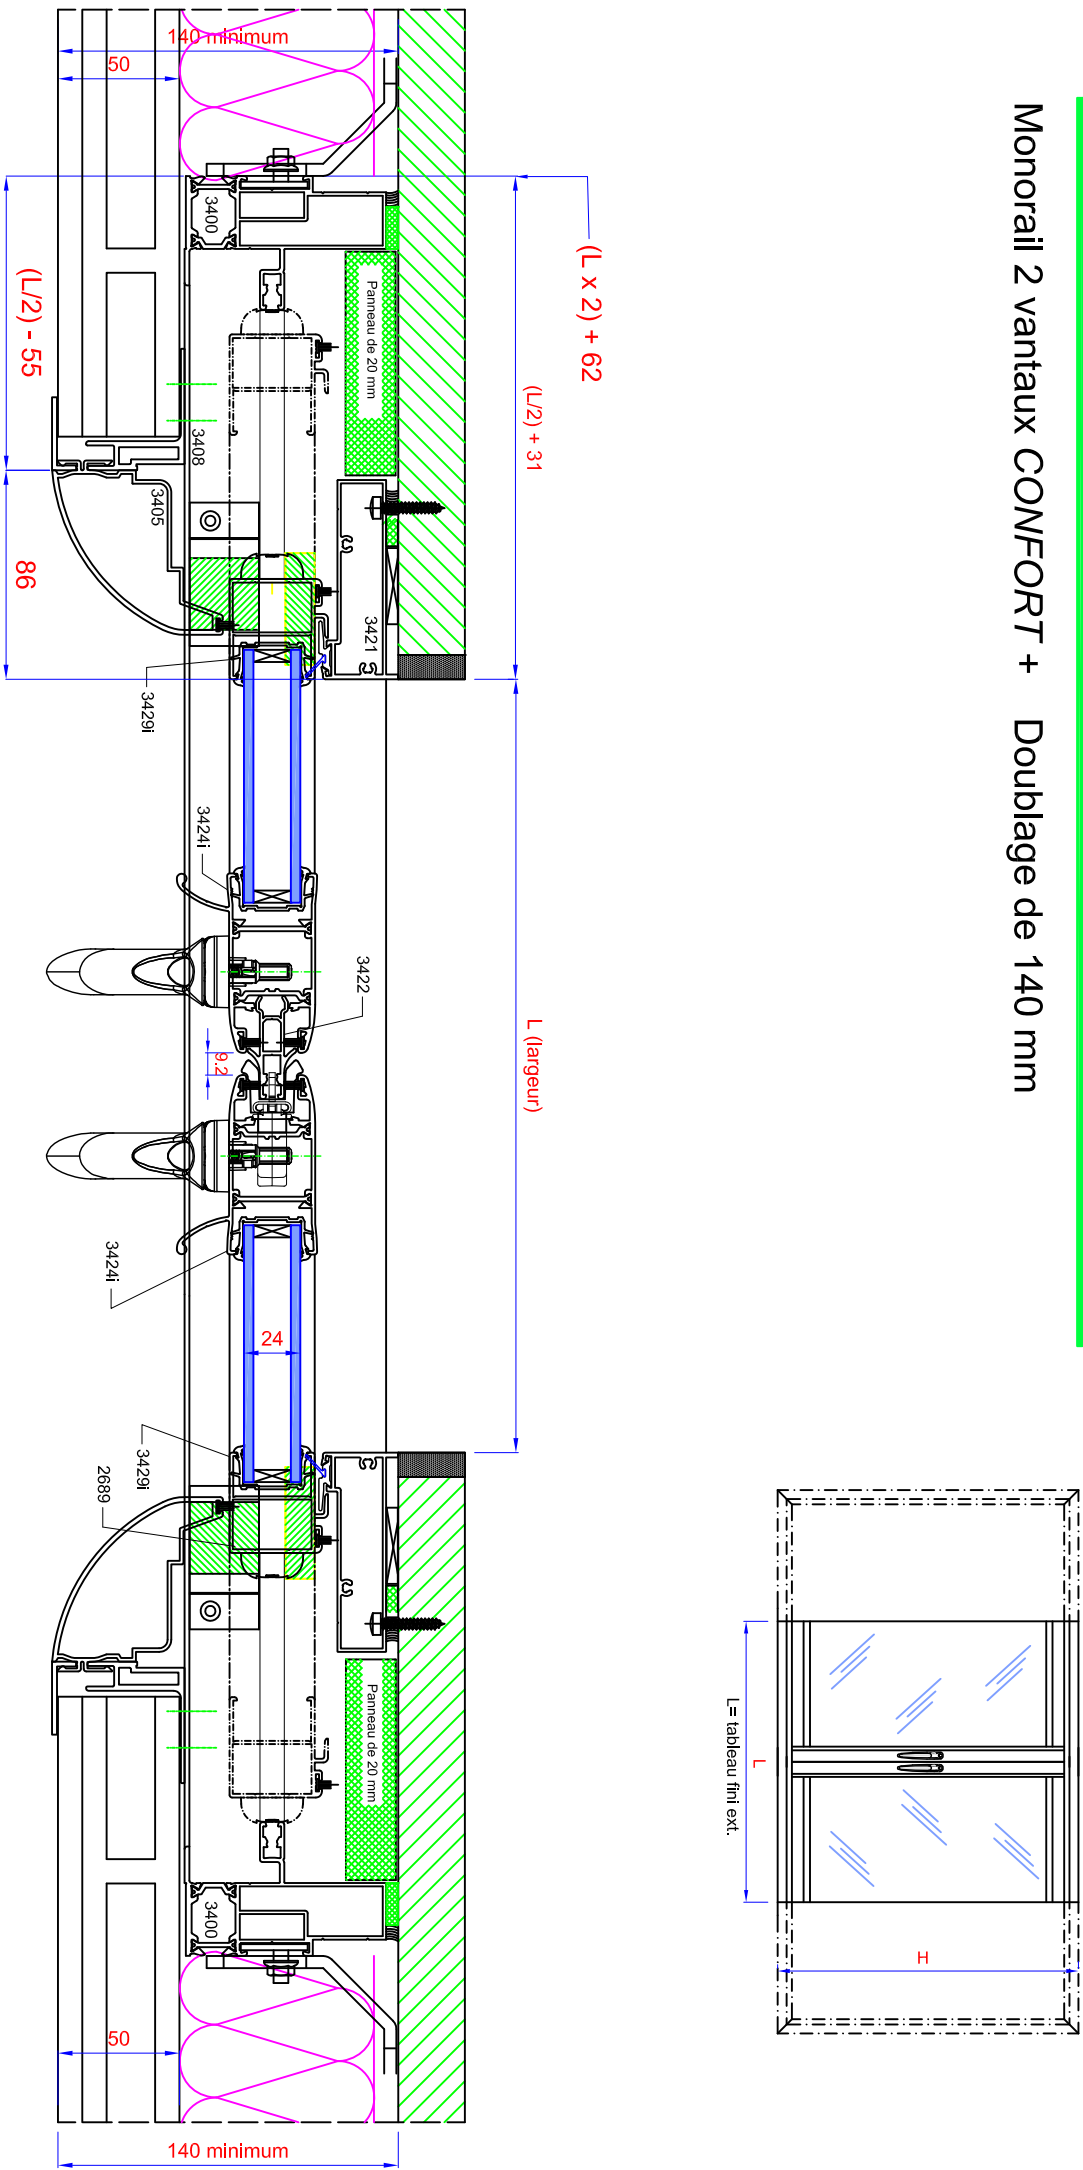 Monorail 2 vantaux CONFORT + Doublage de 140 mm
L
L= tableau fini ext.
H
(L x 2) + 62
(L/2) + 31
L (largeur)
140 minimum
50
3400
Panneau de 20 mm
3421
3408
3405
3429i
3424i
3422
9.2
3424i
24
3429i
2689
Panneau de 20 mm
3400
50
140 minimum
(L/2) - 55
86